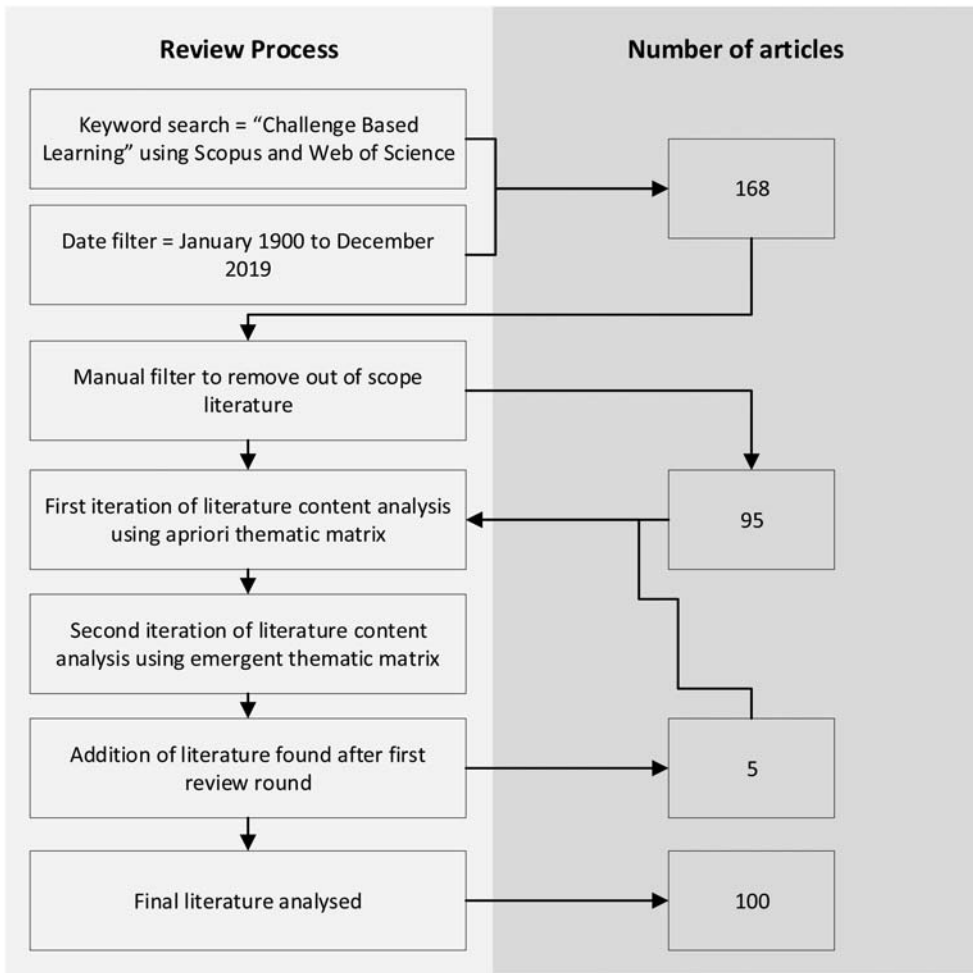 Review Process
Number of articles
Keyword search = “Challenge Based
Learning” using Scopus and Web of Science
168
Date filter = January 1900 to December
2019
Manual filter to remove out of scope
literature
First iteration of literature content analysis
using apriori thematic matrix
95
Second iteration of literature content
analysis using emergent thematic matrix
Addition of literature found after first
review round
5
Final literature analysed
100